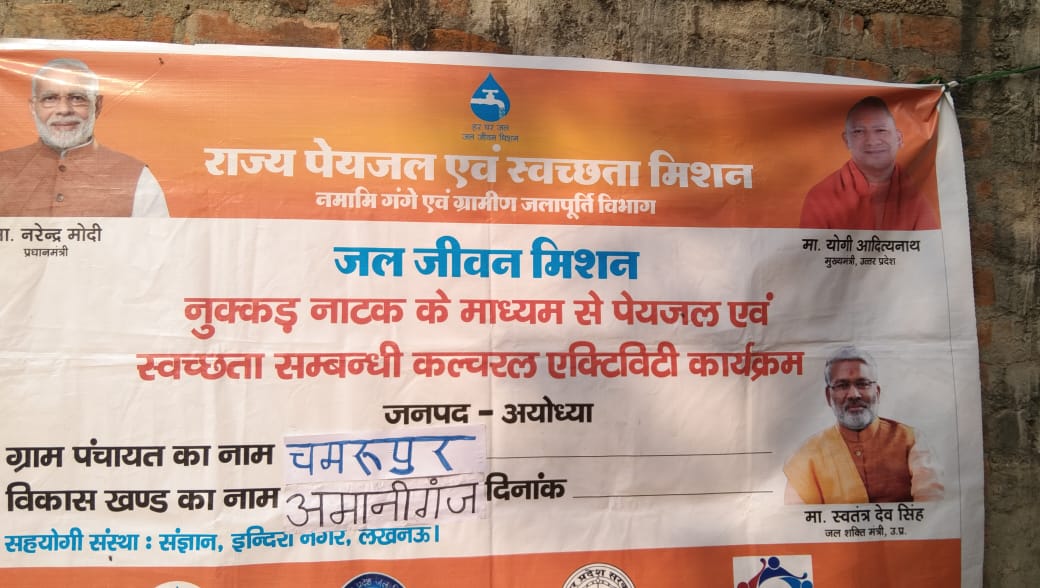 हर घर जल
जल जीवन मिशन
राज्य पेयजल एवं स्वच्छता मिशन
नमामि गंगे एवं ग्रामीण जलापूर्ति विभाग
मा. नरेन्द्र मोदी
प्रधानमंत्री
मा. योगी आदित्यनाथ
मुख्यमंत्री, उत्तर प्रदेश
जल जीवन मिशन
नुक्कड़ नाटक के माध्यम से पेयजल एवं
स्वच्छता सम्बन्धी कल्चरल एक्टिविटी कार्यक्रम
जनपद - अयोध्या
ग्राम पंचायत का नाम चमरूपुर
विकास खण्ड का नाम अमानीगंज दिनांक
मा. स्वतंत्र देव सिंह
जल शक्ति मंत्री, उ.प्र.
सहयोगी संस्था : संज्ञान, इन्दिरा नगर, लखनऊ।